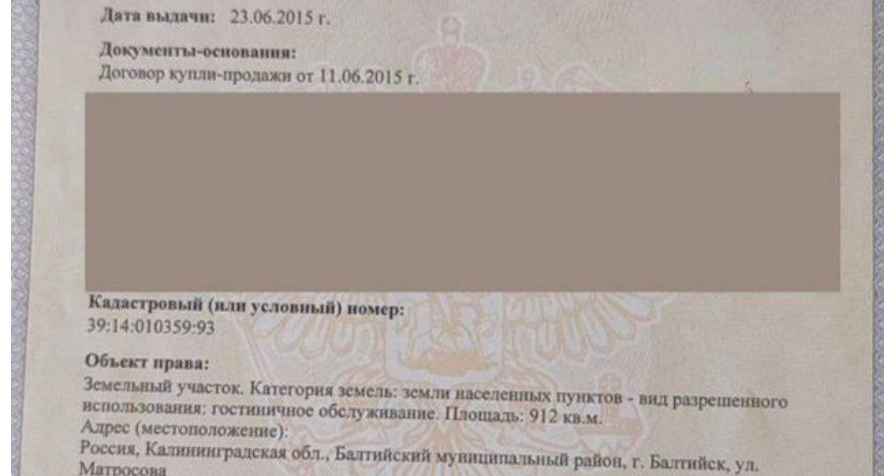 Дата выдачи: 23.06.2015 г.
Документы-основания:
Договор купли-продажи от 11.06.2015 г.
Кадастровый (или условный) номер:
39:14:010359:93
Объект права:
Земельный участок. Категория земель: земли населенных пунктов - вид разрешенного
использования: гостиничное обслуживание. Площадь: 912 кв.м.
Адрес (местоположение):
Россия, Калининградская обл., Балтийский муниципальный район, г. Балтийск, ул.
Матросова